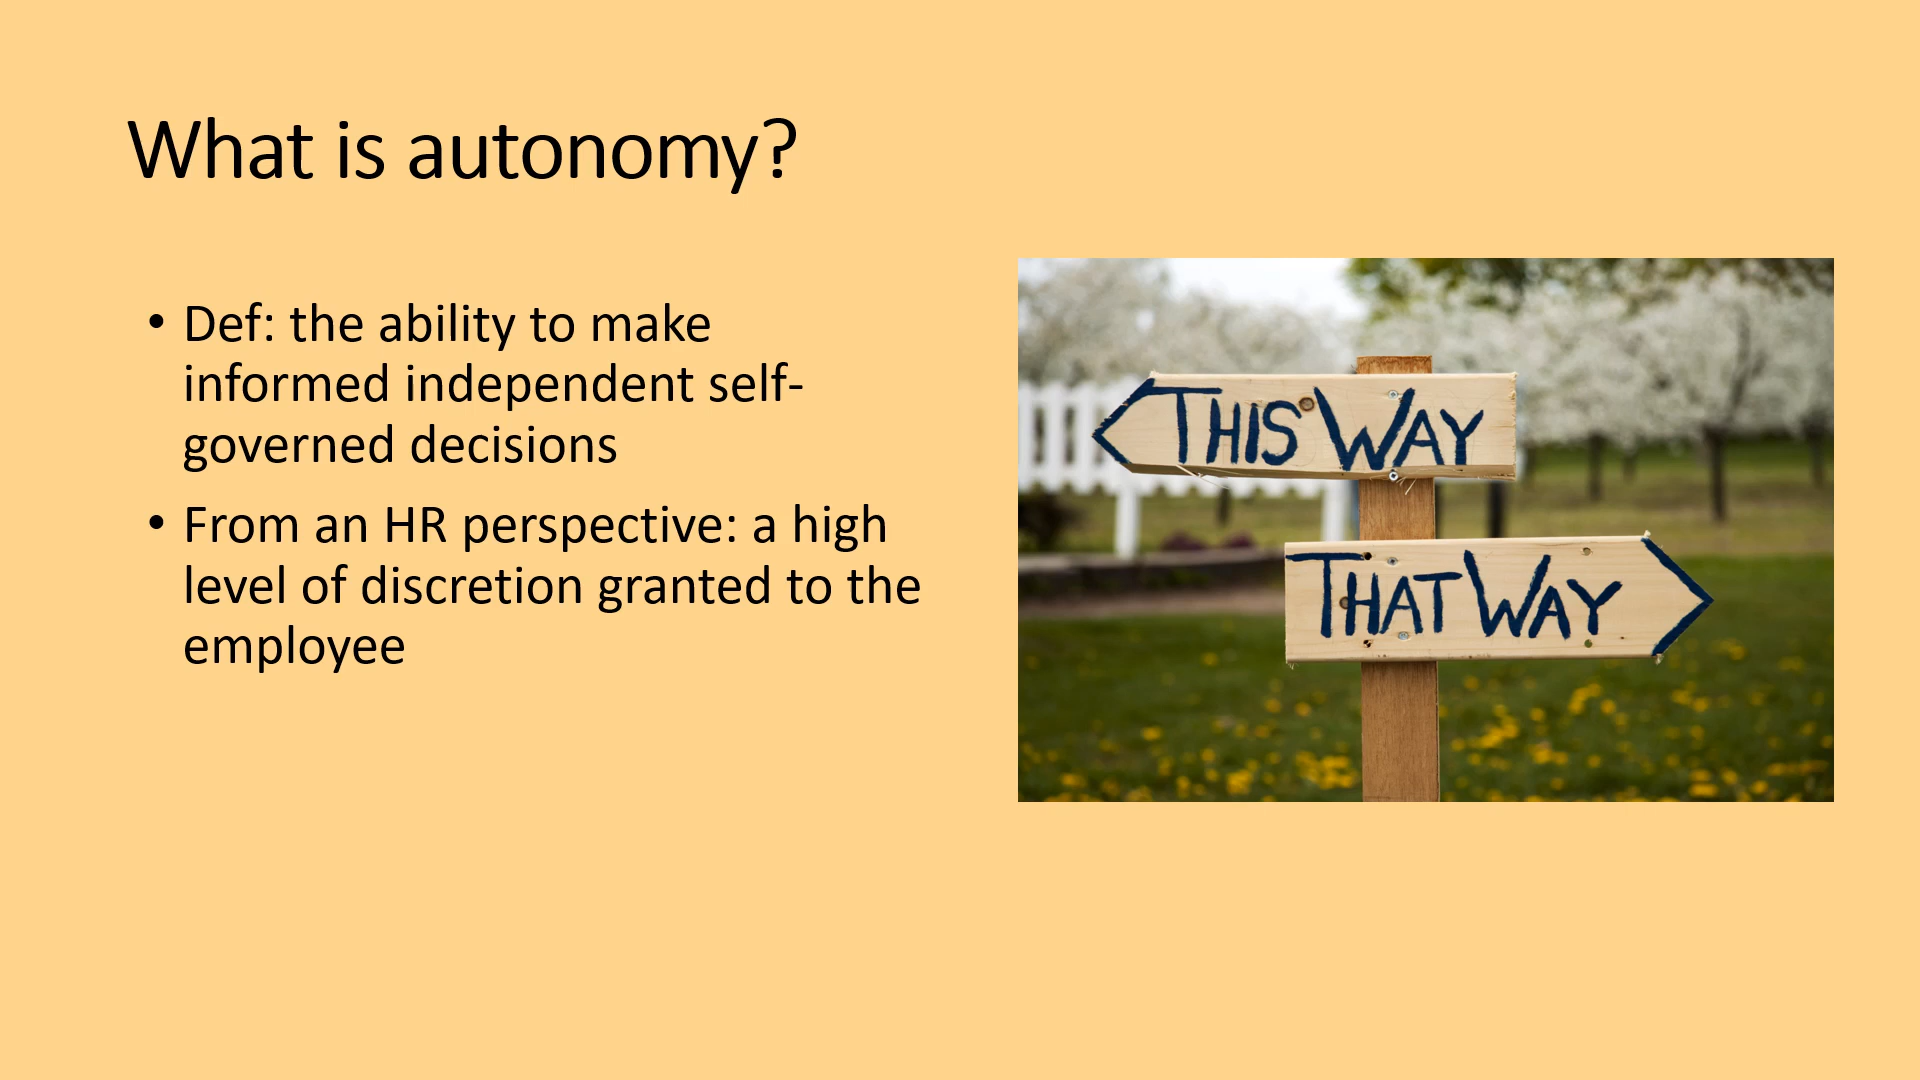 What is autonomy?
• Def: the ability to make
informed independent self-
governed decisions
• From an HR perspective: a high
level of discretion granted to the
employee
THIS WAY
THAT WAY